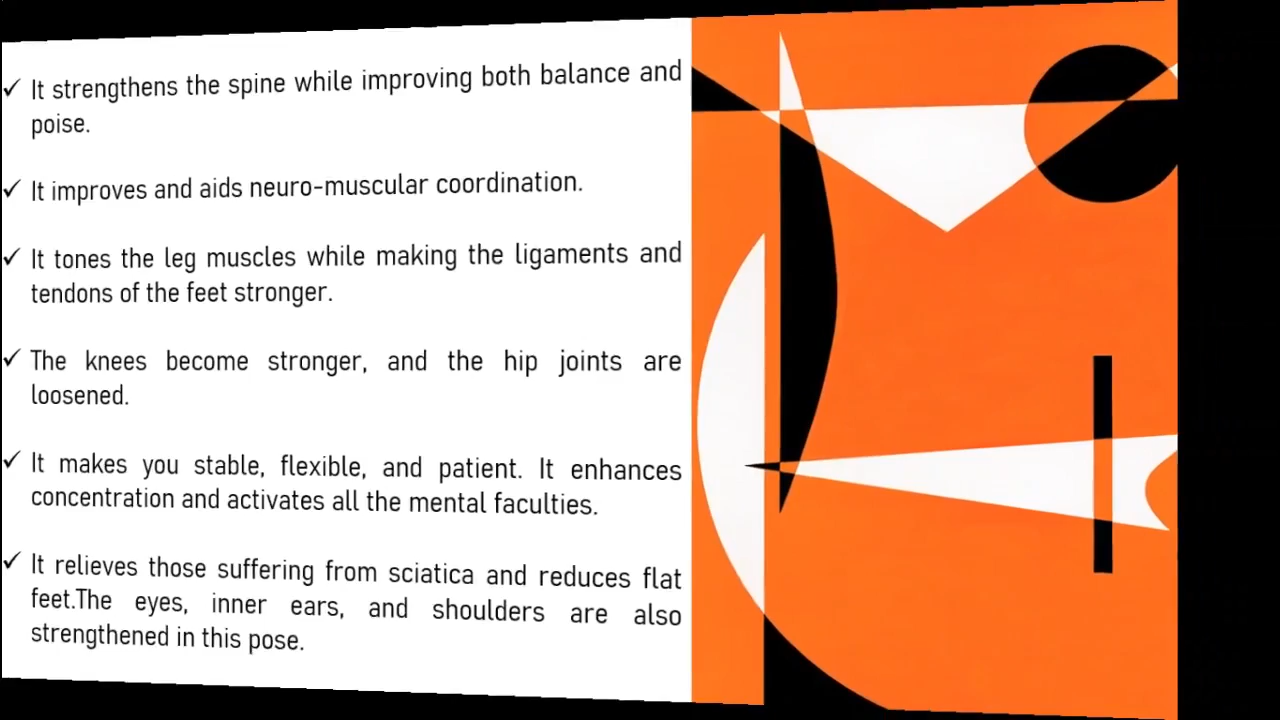 ✓ It strengthens the spine while improving both balance and
poise.
✓ It improves and aids neuro-muscular coordination.
✓ It tones the leg muscles while making the ligaments and
tendons of the feet stronger.
✓ The knees become stronger, and the hip joints are
loosened.
✓ It makes you stable, flexible, and patient. It enhances
concentration and activates all the mental faculties.
✓ It relieves those suffering from sciatica and reduces flat
feet.The eyes, inner ears, and shoulders are also
strengthened in this pose.